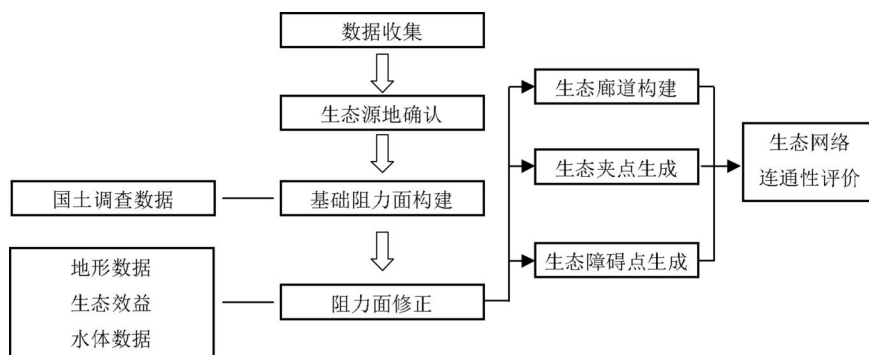 数据收集
生态源地确认
国土调查数据
基础阻力面构建
地形数据
生态效益
水体数据
阻力面修正
生态廊道构建
生态夹点生成
生态障碍点生成
生态网络
连通性评价